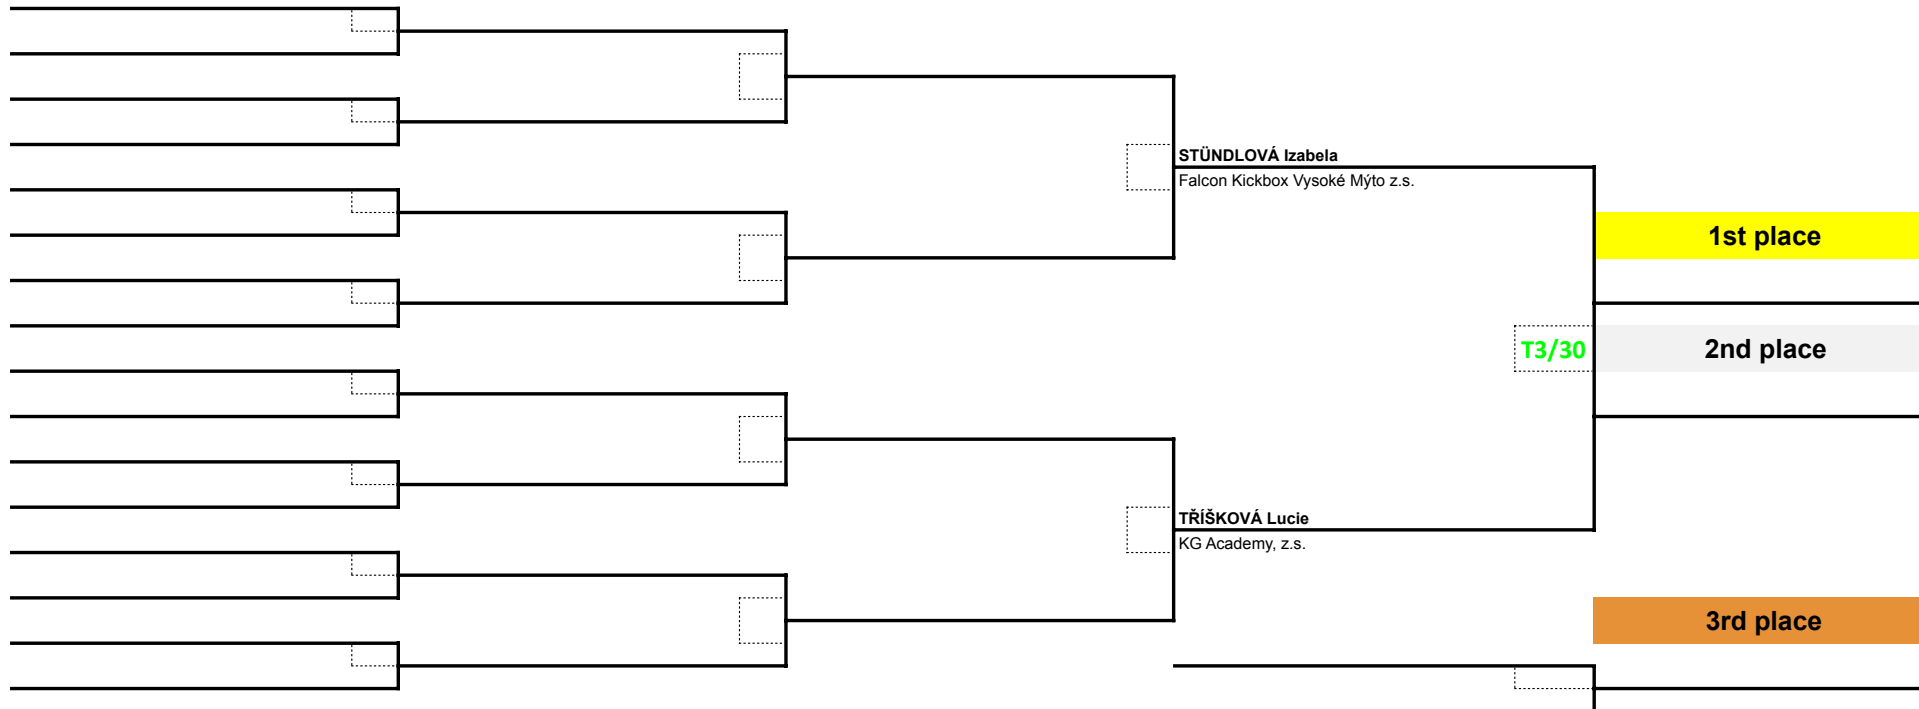 STÜNDLOVÁ Izabela
Falcon Kickbox Vysoké Mýto z.s.
1st place
T3/30
2nd place
TŘÍŠKOVÁ Lucie
KG Academy, z.s.
3rd place